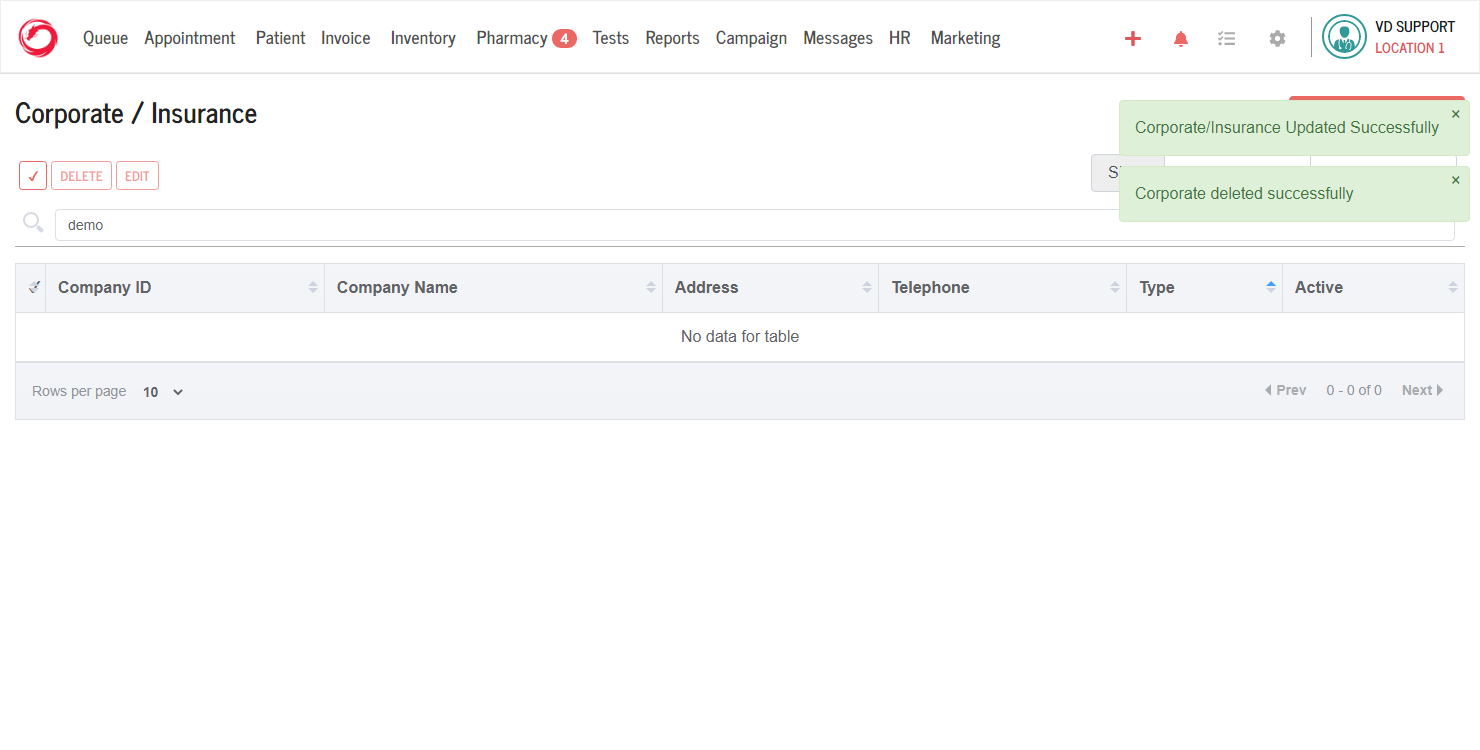 Queue Appointment Patient Invoice Inventory Pharmacy 4 Tests Reports Campaign Messages HR Marketing
VD SUPPORT
LOCATION 1
Corporate / Insurance
Corporate/Insurance Updated Successfully ×
DELETE EDIT
Corporate deleted successfully ×
demo
Company ID Company Name Address Telephone Type Active
No data for table
Rows per page 10 Prev 0 - 0 of 0 Next